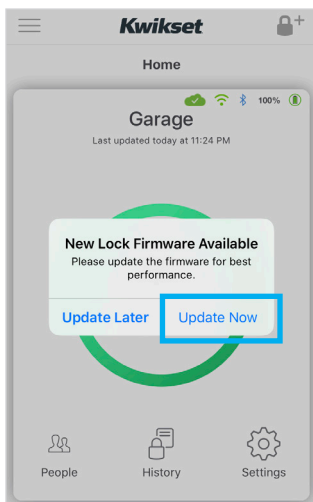 Kwikset
Home
100%
Garage
Last updated today at 11:24 PM
New Lock Firmware Available
Please update the firmware for best
performance.
Update Later Update Now
People History Settings